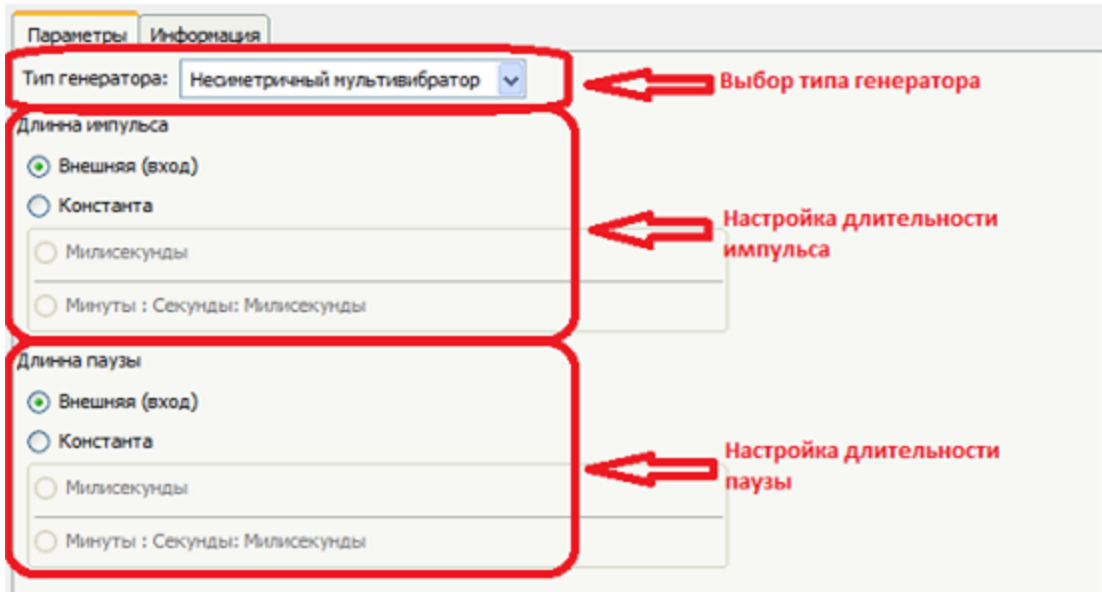 Параметры Информация
Тип генератора: Несиметричный мультивибратор
Выбор типа генератора
Длинна импульса
Внешняя (вход)
Константа
Милисекунды
Минуты : Секунды: Милисекунды
Настройка длительности
импульса
Длинна паузы
Внешняя (вход)
Константа
Милисекунды
Минуты : Секунды: Милисекунды
Настройка длительности
паузы